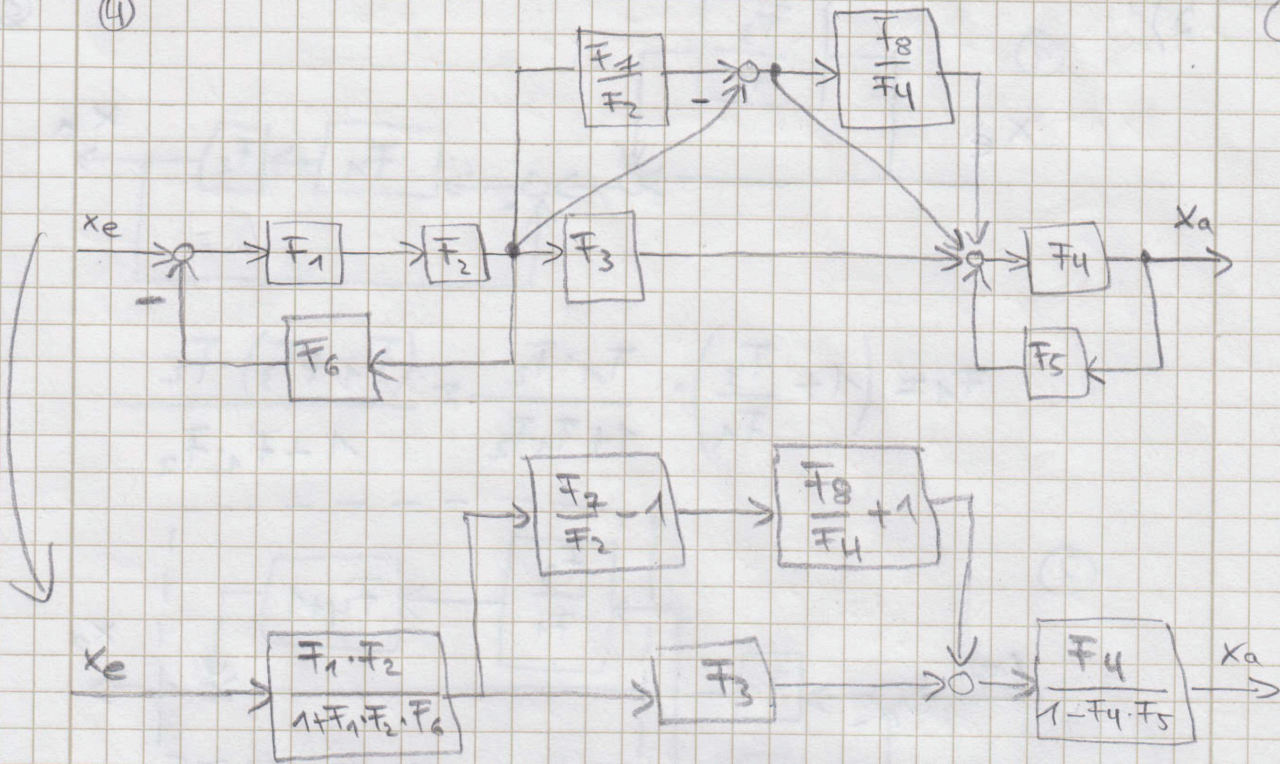 ④
F7
F2
-
F8
F4
xe
F1
F2
F3
F4
xa
-
F6
F5
F7/F2 - 1
F8/F4 + 1
xe
F1·F2
1+F1·F2·F6
F3
F4
1-F4·F5
xa